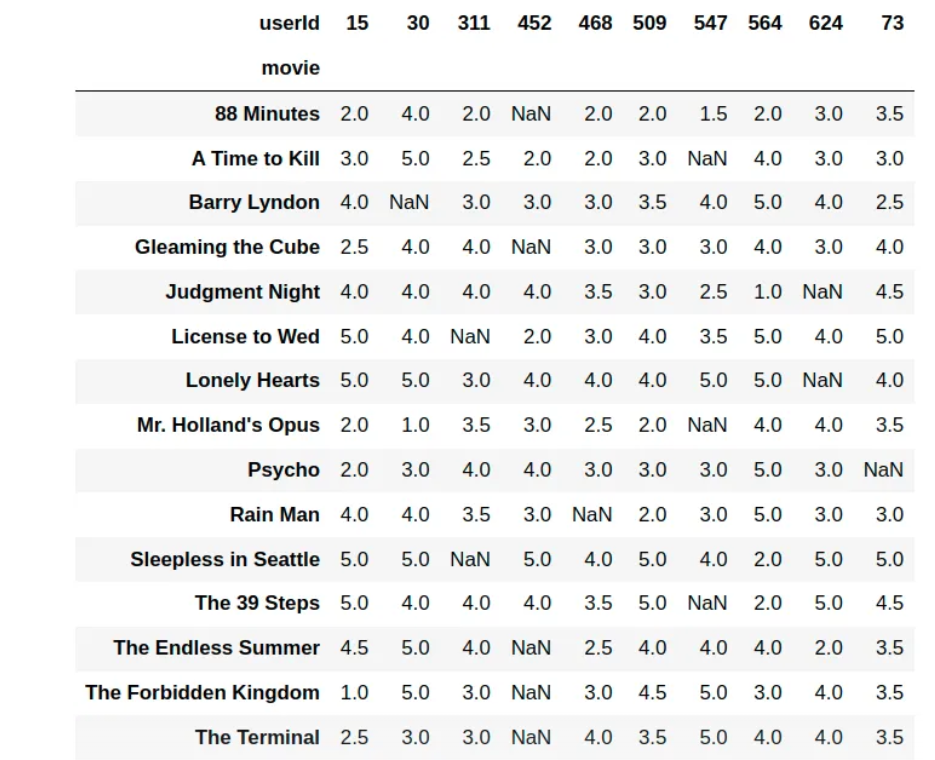 userId 15 30 311 452 468 509 547 564 624 73
movie
88 Minutes 2.0 4.0 2.0 NaN 2.0 2.0 1.5 2.0 3.0 3.5
A Time to Kill 3.0 5.0 2.5 2.0 2.0 3.0 NaN 4.0 3.0 3.0
Barry Lyndon 4.0 NaN 3.0 3.0 3.0 3.5 4.0 5.0 4.0 2.5
Gleaming the Cube 2.5 4.0 4.0 NaN 3.0 3.0 3.0 4.0 3.0 4.0
Judgment Night 4.0 4.0 4.0 4.0 3.5 3.0 2.5 1.0 NaN 4.5
License to Wed 5.0 4.0 NaN 2.0 3.0 4.0 3.5 5.0 4.0 5.0
Lonely Hearts 5.0 5.0 3.0 4.0 4.0 4.0 5.0 5.0 NaN 4.0
Mr. Holland's Opus 2.0 1.0 3.5 3.0 2.5 2.0 NaN 4.0 4.0 3.5
Psycho 2.0 3.0 4.0 4.0 3.0 3.0 3.0 5.0 3.0 NaN
Rain Man 4.0 4.0 3.5 3.0 NaN 2.0 3.0 5.0 3.0 3.0
Sleepless in Seattle 5.0 5.0 NaN 5.0 4.0 5.0 4.0 2.0 5.0 5.0
The 39 Steps 5.0 4.0 4.0 4.0 3.5 5.0 NaN 2.0 5.0 4.5
The Endless Summer 4.5 5.0 4.0 NaN 2.5 4.0 4.0 4.0 2.0 3.5
The Forbidden Kingdom 1.0 5.0 3.0 NaN 3.0 4.5 5.0 3.0 4.0 3.5
The Terminal 2.5 3.0 3.0 NaN 4.0 3.5 5.0 4.0 4.0 3.5